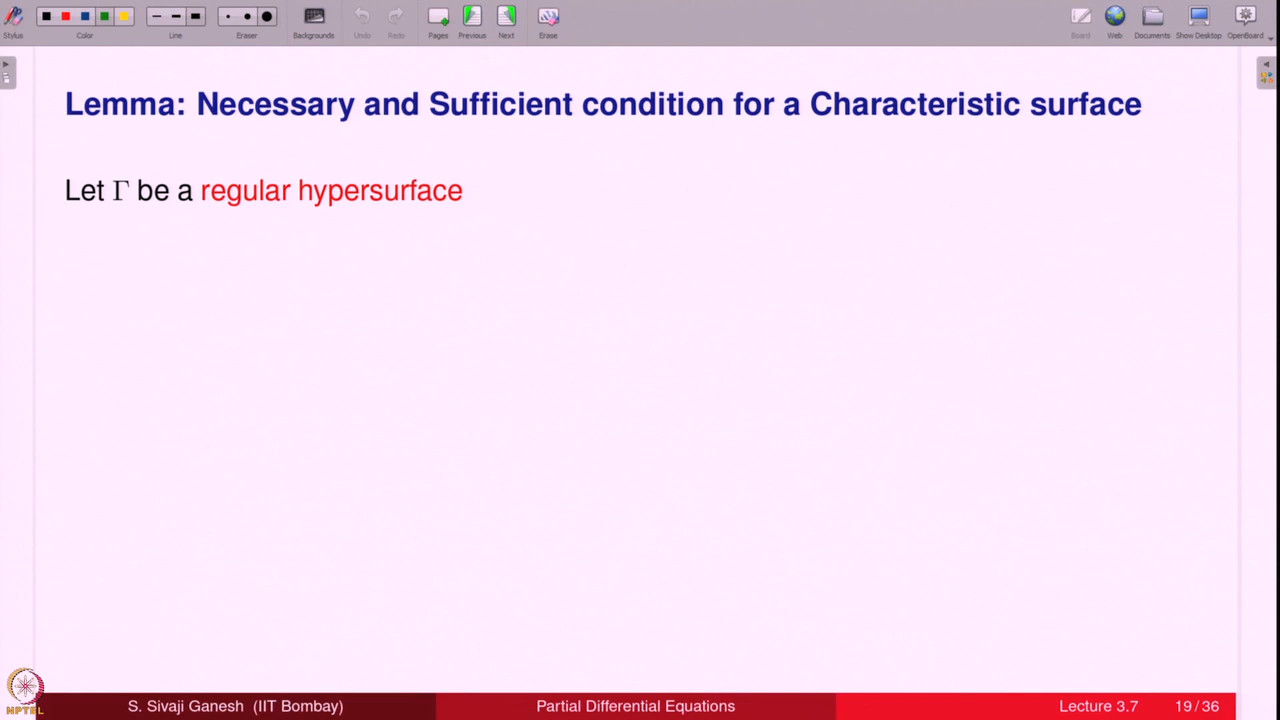 Stylus
Color
Line
Eraser
Backgrounds
Undo
Redo
Pages
Previous
Next
Erase
Board
Web
Documents
Show Desktop
OpenBoard
Lemma: Necessary and Sufficient condition for a Characteristic surface
Let Γ be a regular hypersurface
NPTEL
S. Sivaji Ganesh (IIT Bombay)
Partial Differential Equations
Lecture 3.7
19 / 36